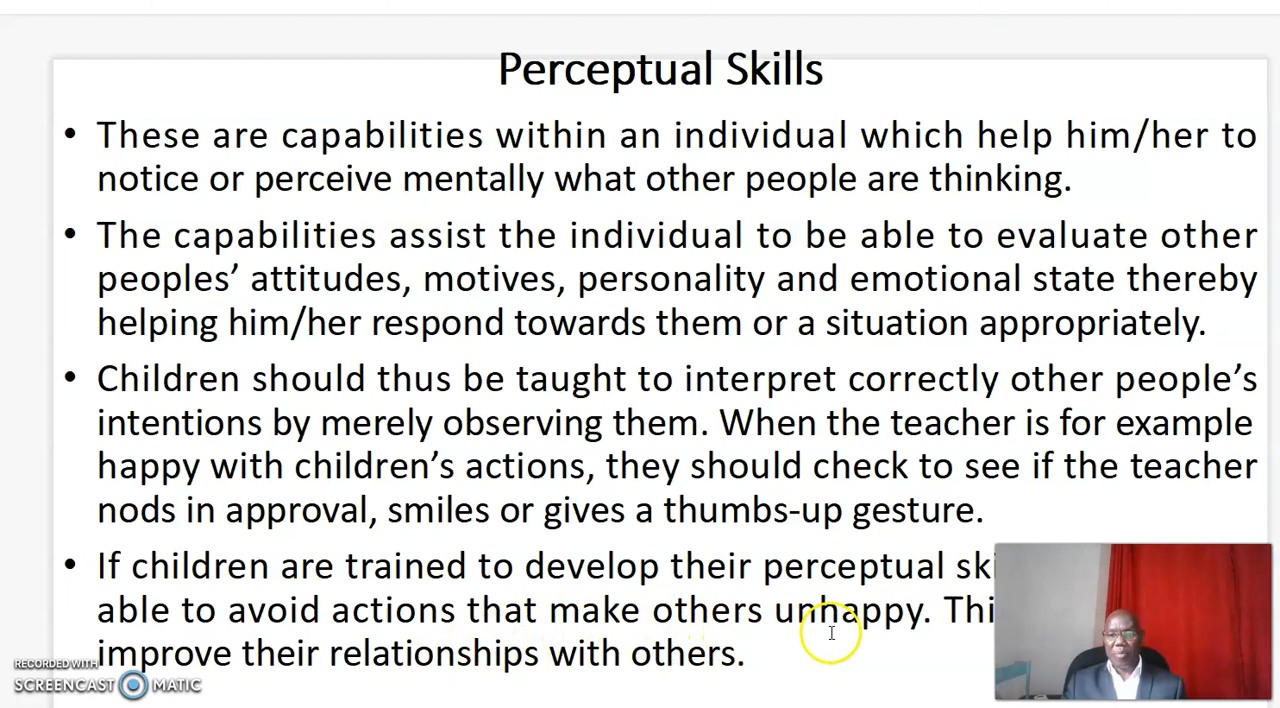 Perceptual Skills
• These are capabilities within an individual which help him/her to
notice or perceive mentally what other people are thinking.
• The capabilities assist the individual to be able to evaluate other
peoples’ attitudes, motives, personality and emotional state thereby
helping him/her respond towards them or a situation appropriately.
• Children should thus be taught to interpret correctly other people’s
intentions by merely observing them. When the teacher is for example
happy with children’s actions, they should check to see if the teacher
nods in approval, smiles or gives a thumbs-up gesture.
• If children are trained to develop their perceptual
able to avoid actions that make others unhappy.
improve their relationships with others.
RECORDED WITH
SCREENCAST MATIC